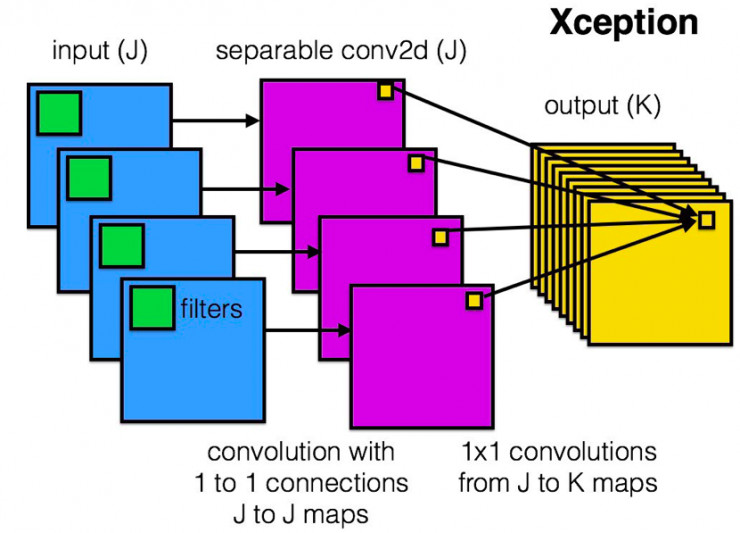 Xception
input (J)
separable conv2d (J)
output (K)
filters
convolution with
1 to 1 connections
J to J maps
1x1 convolutions
from J to K maps